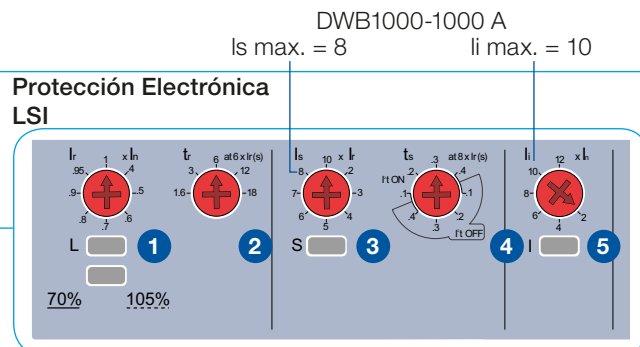 DWB1000-1000 A
Is max. = 8
Ii max. = 10
Protección Electrónica
LSI
Ir
x In
1
.4
.5
.6
.7
.8
.9
.95
tr
at 6 x Ir(s)
6
12
18
1.6
3
Is
x Ir
10
2
3
4
5
6
7
8
ts
at 8 x Ir(s)
I²t ON
.3
.4
.1
.2
.3
.4
.1
.2
I²t OFF
Ii
x In
12
2
4
6
8
10
L
1
2
S
3
4
I
5
70%
105%